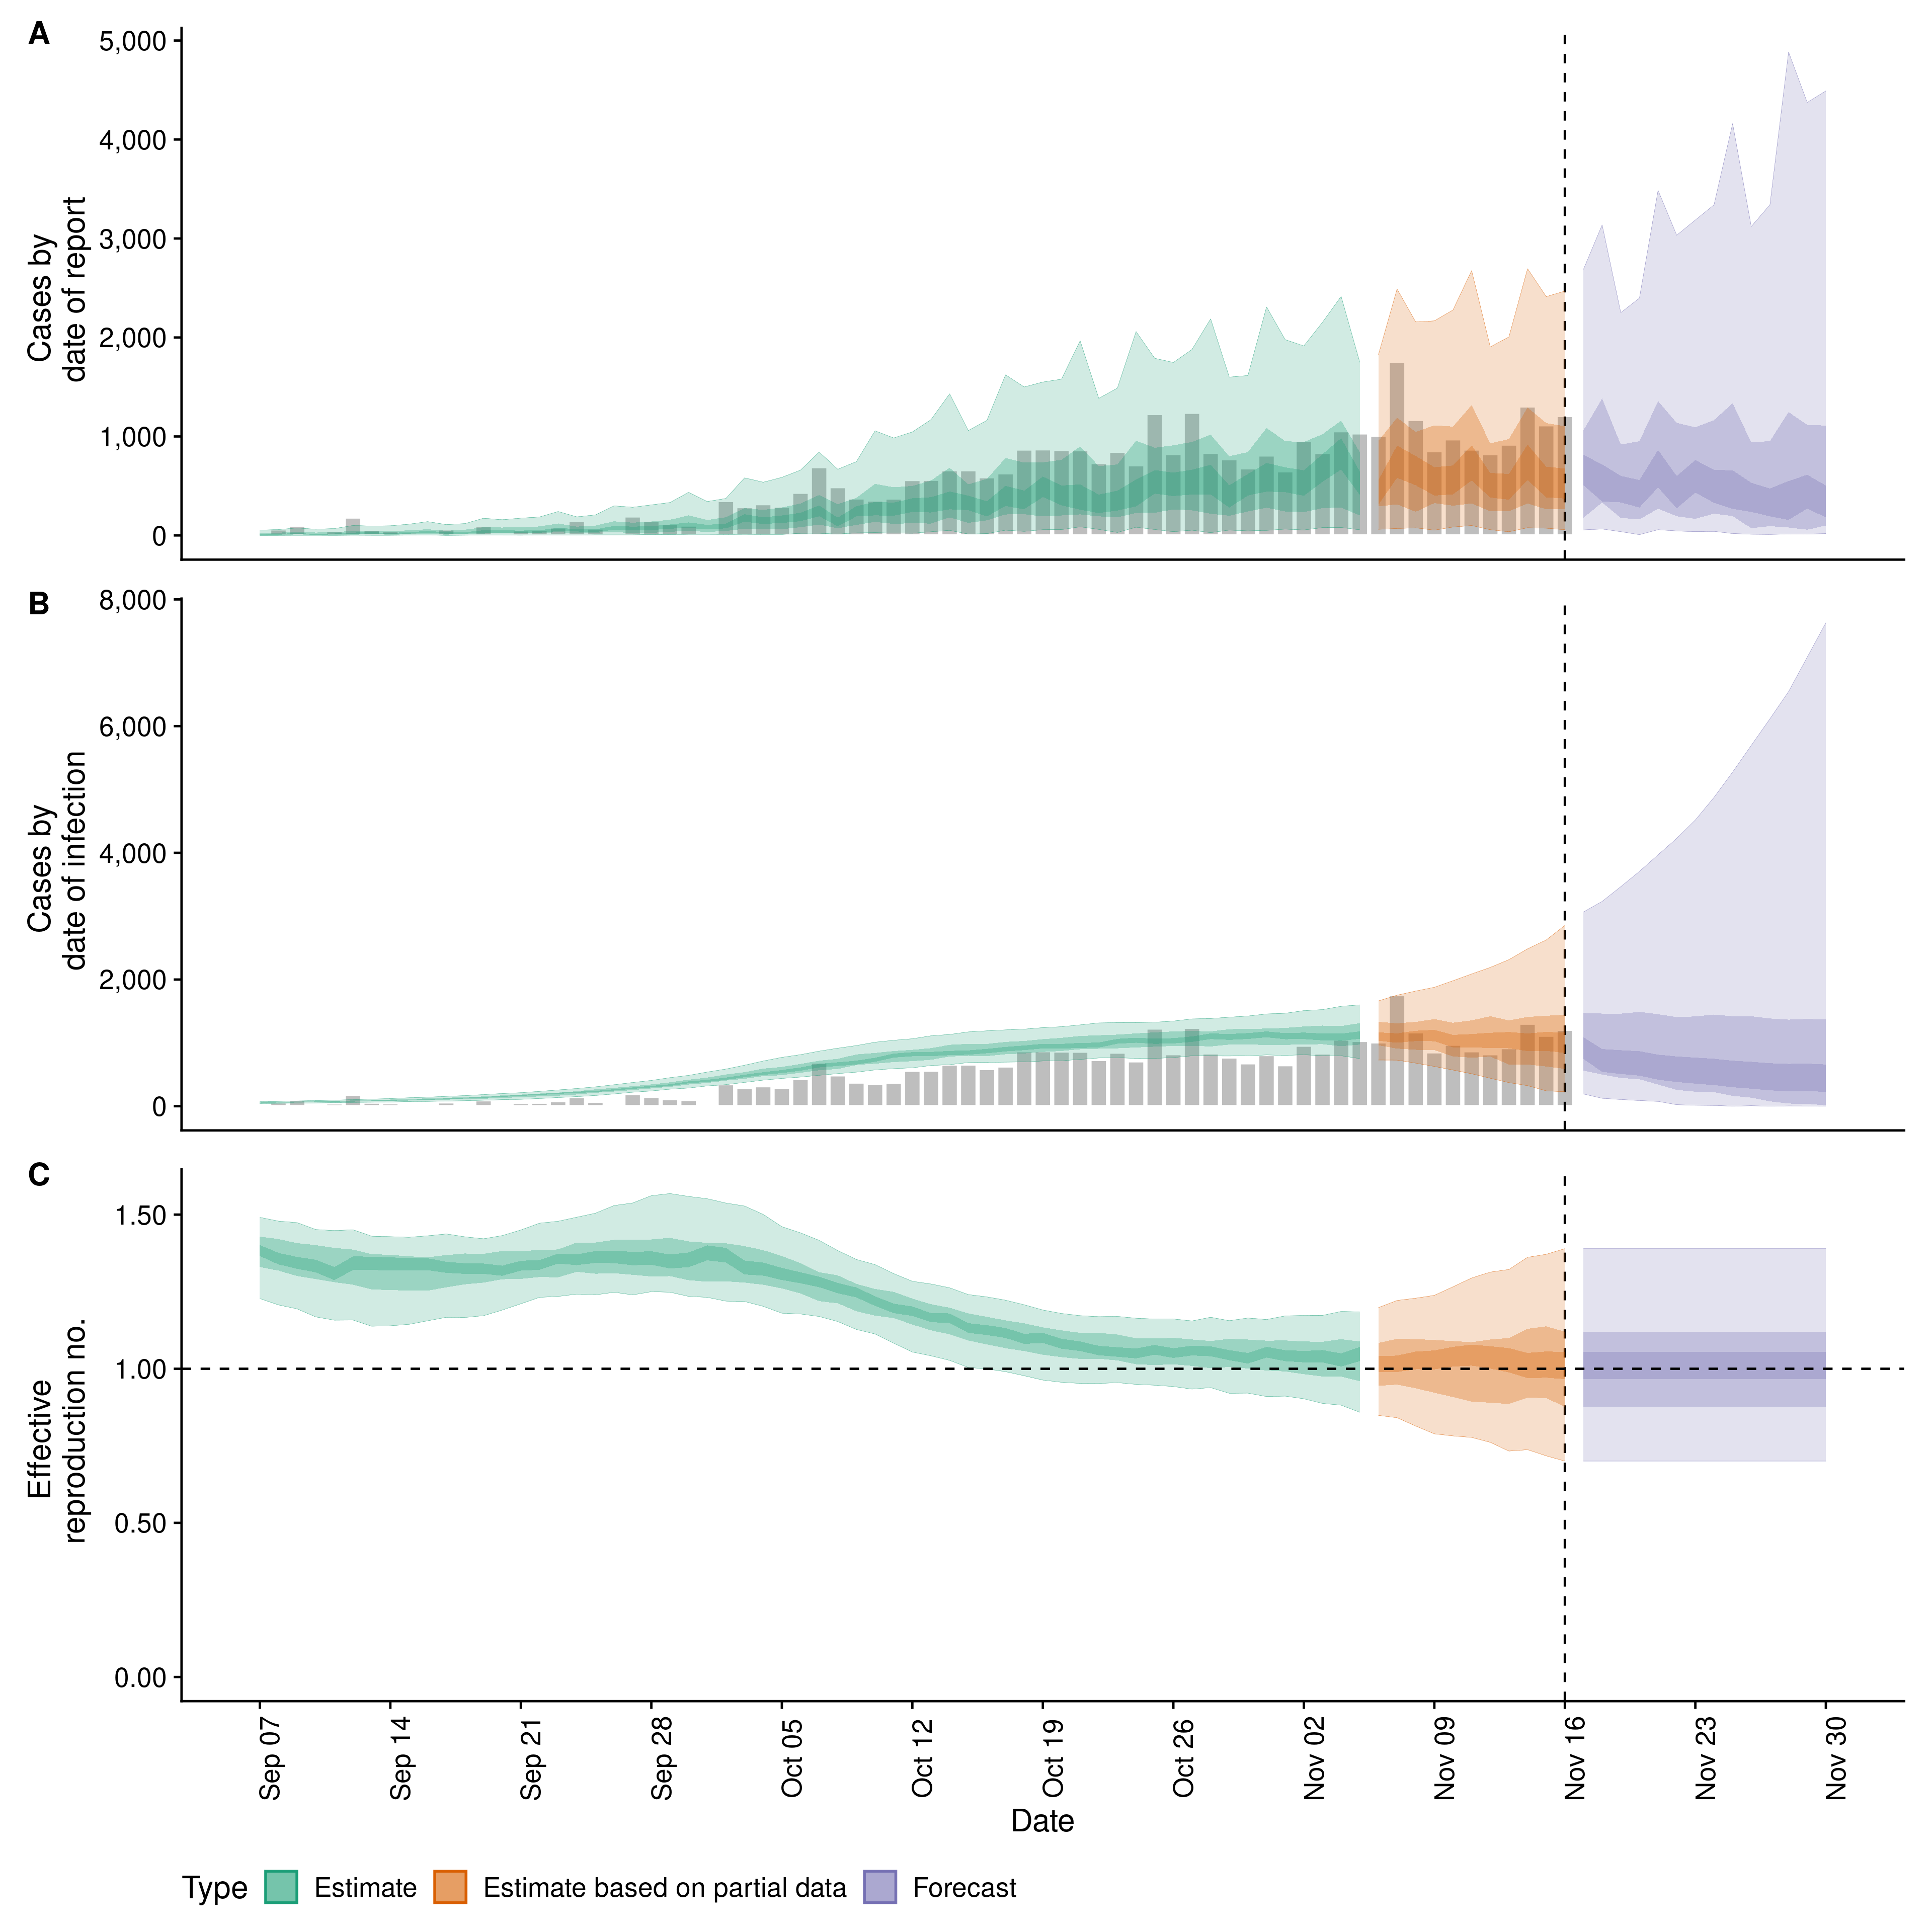 A
5,000
4,000
3,000
2,000
1,000
0
Cases by
date of report
B
8,000
6,000
4,000
2,000
0
Cases by
date of infection
C
1.50
1.00
0.50
0.00
Effective
reproduction no.
Sep 07
Sep 14
Sep 21
Sep 28
Oct 05
Oct 12
Oct 19
Oct 26
Nov 02
Nov 09
Nov 16
Nov 23
Nov 30
Date
Type
Estimate
Estimate based on partial data
Forecast